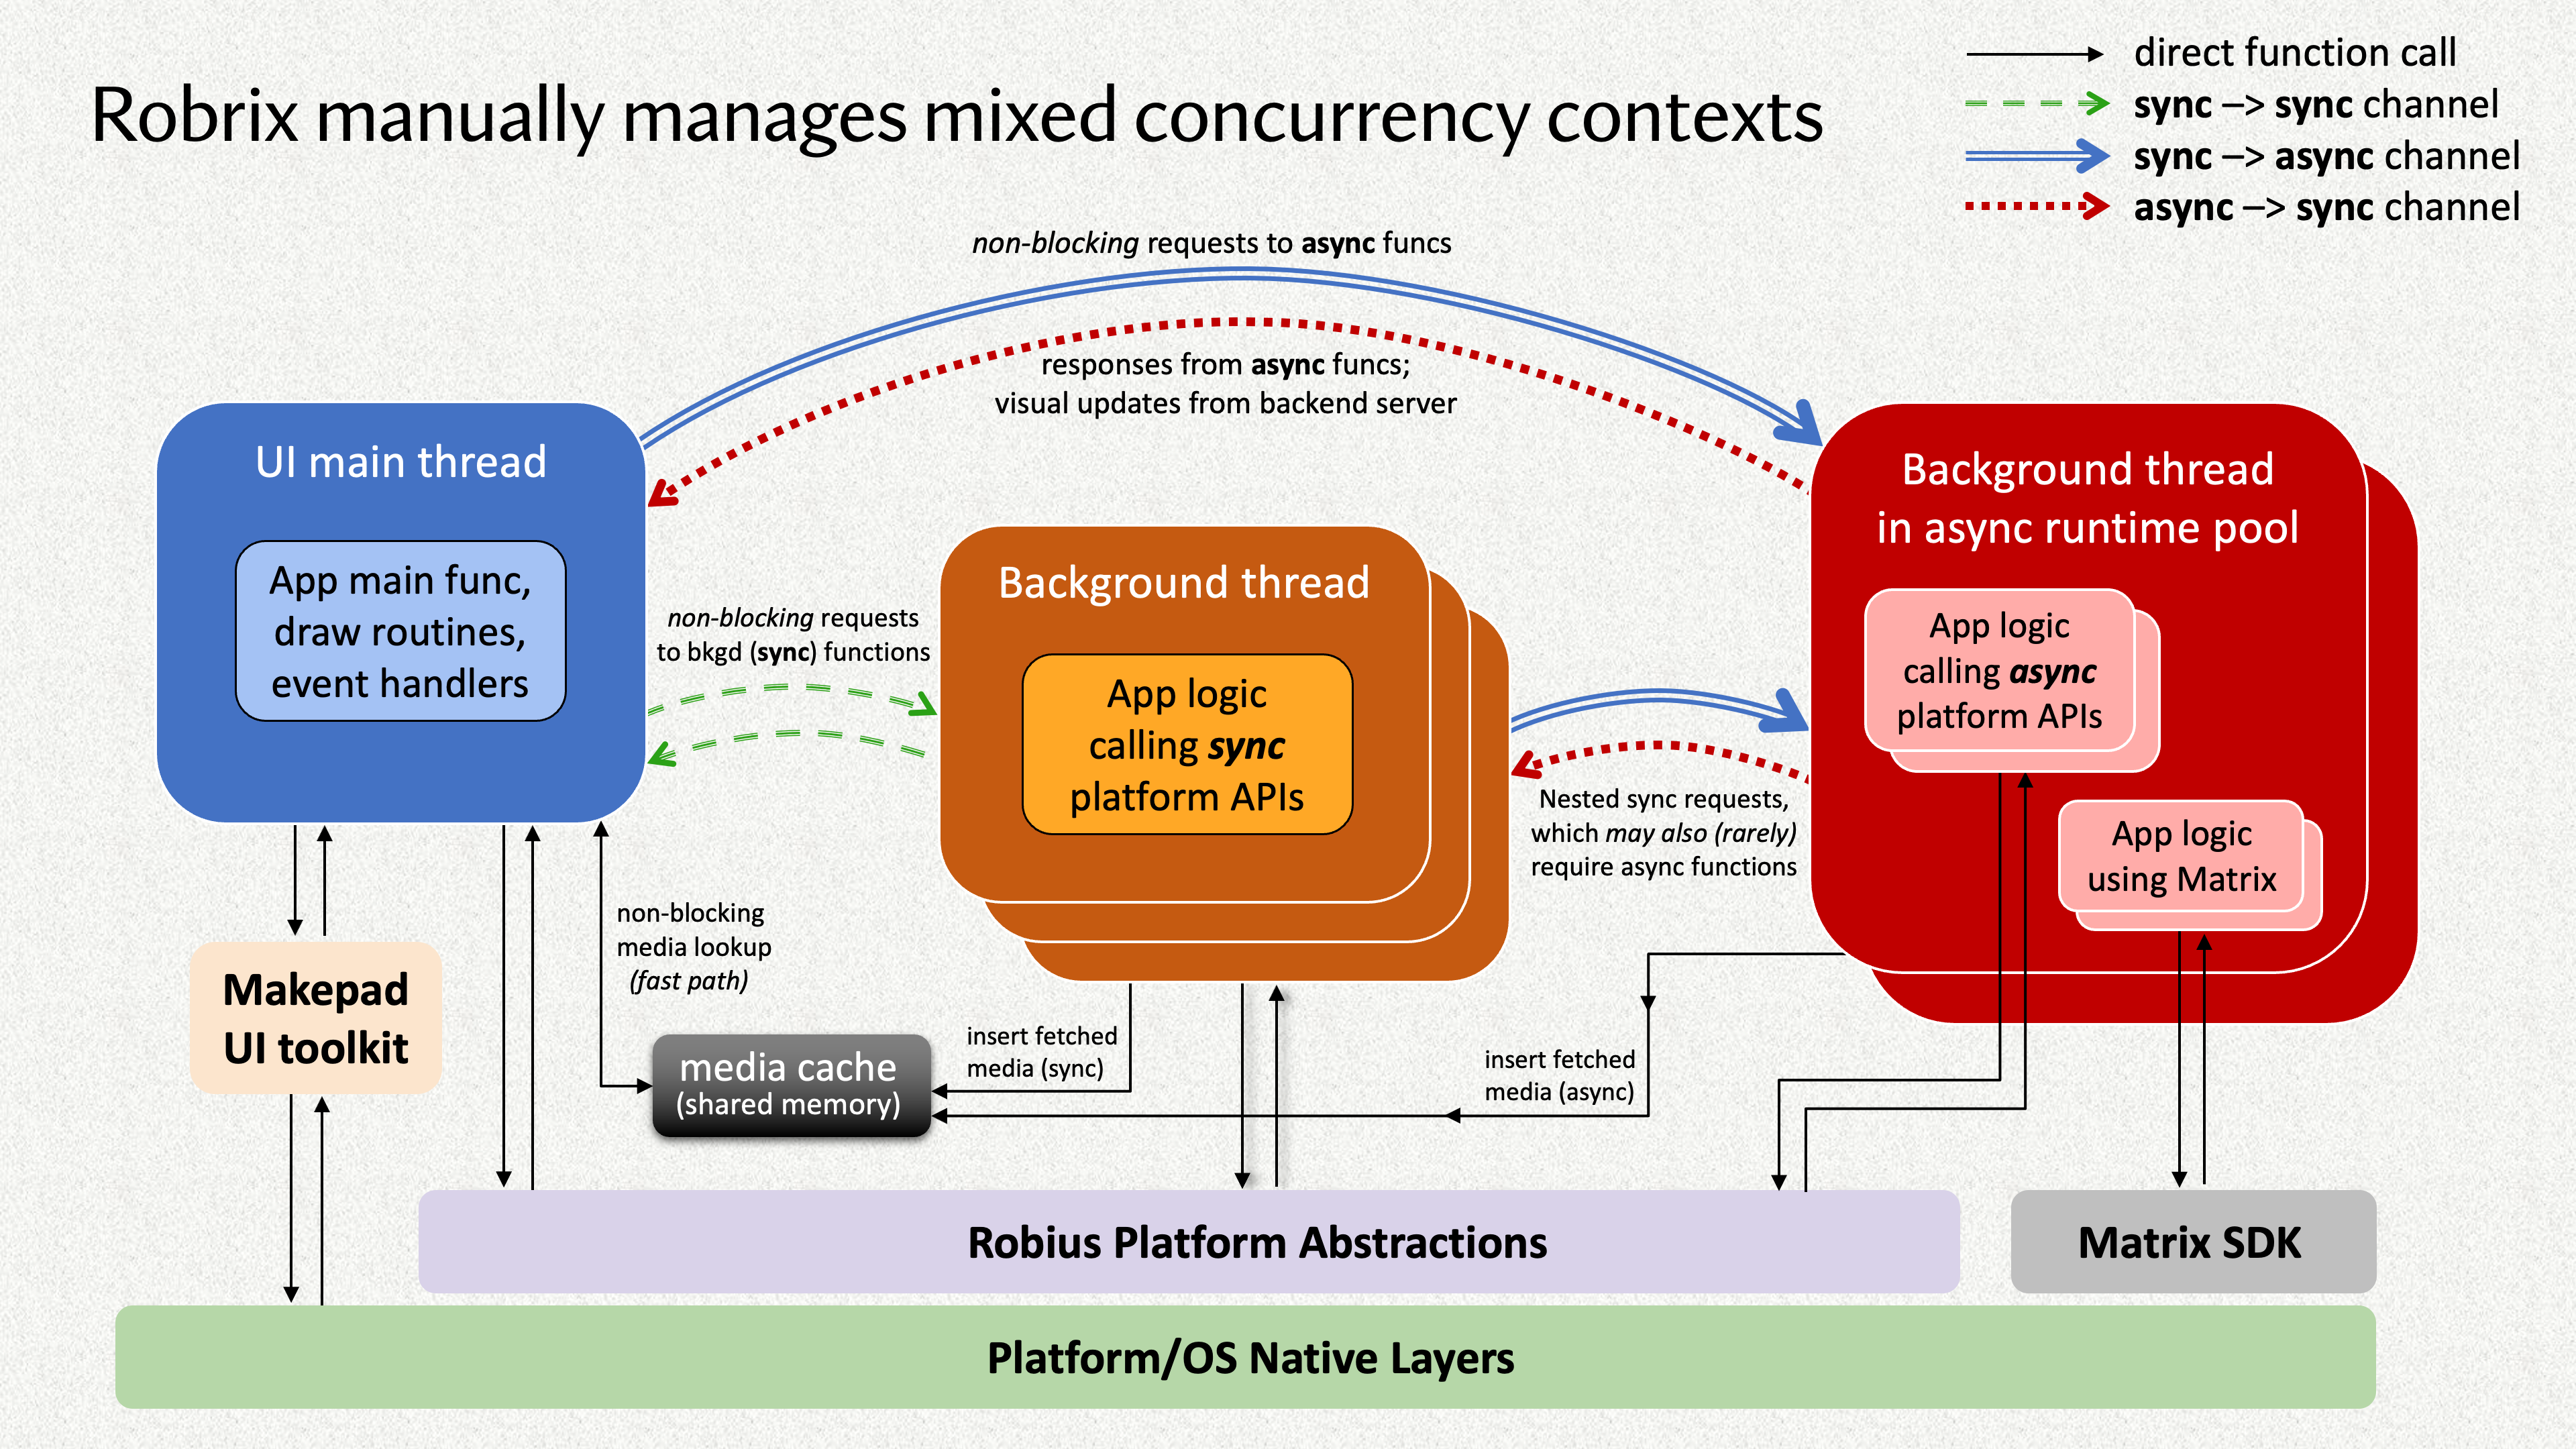 Robrix manually manages mixed concurrency contexts
direct function call
sync –> sync channel
sync –> async channel
async –> sync channel
non-blocking requests to async funcs
responses from async funcs;
visual updates from backend server
UI main thread
App main func,
draw routines,
event handlers
non-blocking requests
to bkgd (sync) functions
Background thread
App logic
calling sync
platform APIs
Nested sync requests,
which may also (rarely)
require async functions
Background thread
in async runtime pool
App logic
calling async
platform APIs
App logic
using Matrix
non-blocking
media lookup
(fast path)
Makepad
UI toolkit
media cache
(shared memory)
insert fetched
media (sync)
insert fetched
media (async)
Robius Platform Abstractions
Matrix SDK
Platform/OS Native Layers